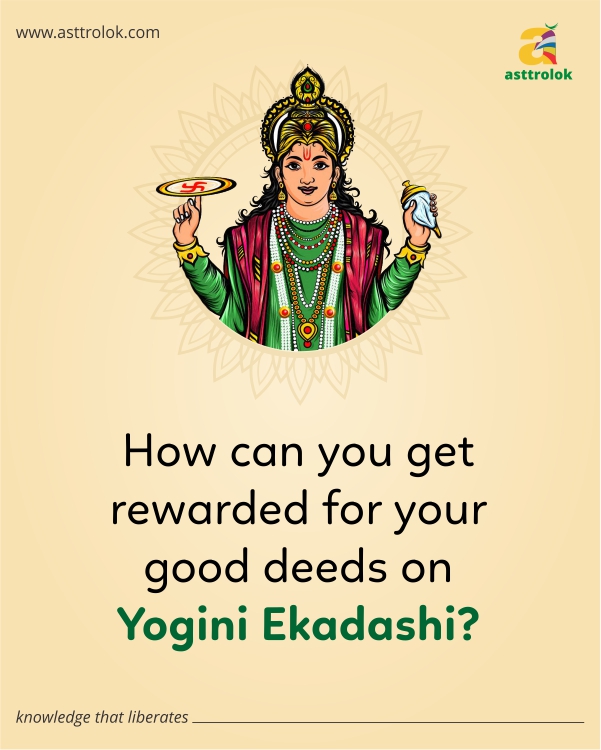 www.asttrolok.com
asttrolok
How can you get
rewarded for your
good deeds on
Yogini Ekadashi?
knowledge that liberates